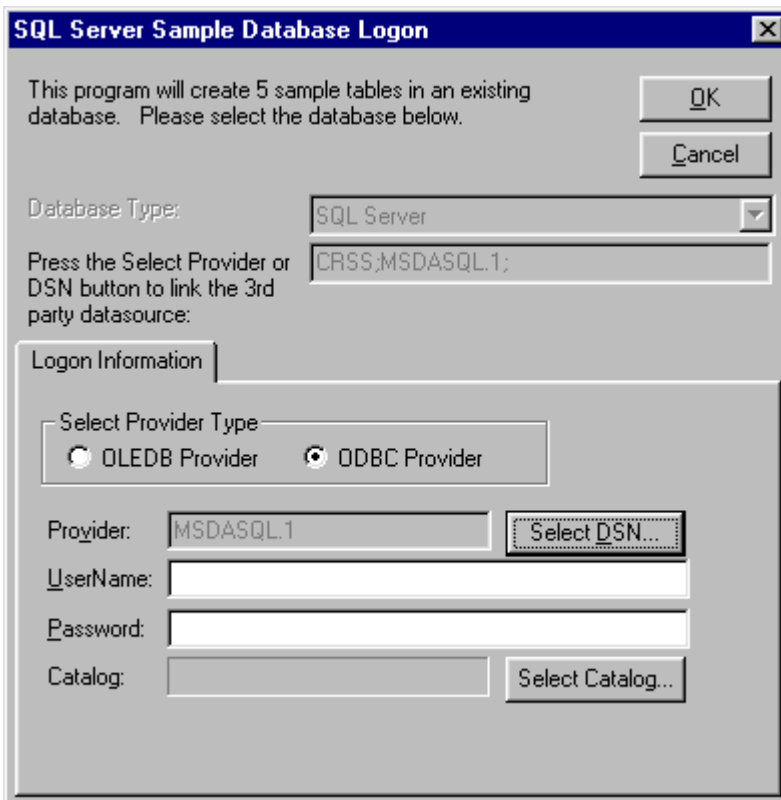 SQL Server Sample Database Logon
This program will create 5 sample tables in an existing
database. Please select the database below.
OK
Cancel
Database Type:
SQL Server
Press the Select Provider or
DSN button to link the 3rd
party datasource:
CRSS;MSDASQL.1;
Logon Information
Select Provider Type
OLEDB Provider
ODBC Provider
Provider:
MSDASQL.1
Select DSN...
UserName:
Password:
Catalog:
Select Catalog...